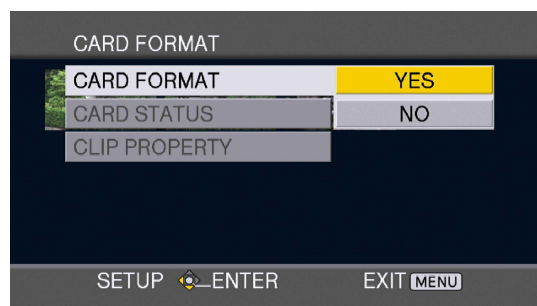 CARD FORMAT
CARD FORMAT YES
CARD STATUS NO
CLIP PROPERTY
SETUP ENTER EXIT MENU